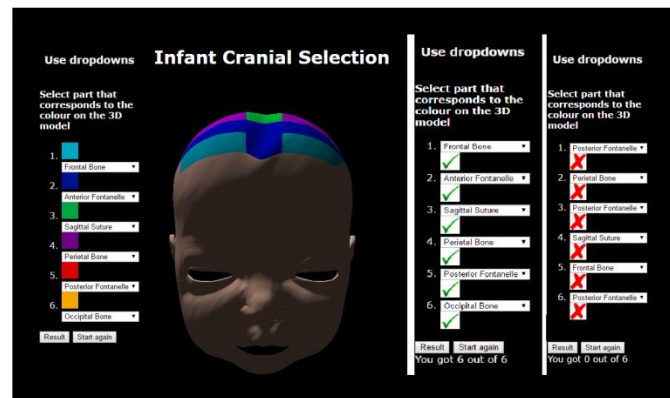 Use dropdowns
Select part that
corresponds to the
colour on the 3D
model
1.
Frontal Bone
2.
Anterior Fontanelle
3.
Sagittal Suture
4.
Perietal Bone
5.
Posterior Fontanelle
6.
Occipital Bone
Result Start again
Infant Cranial Selection
Use dropdowns
Select part that
corresponds to the
colour on the 3D
model
1. Frontal Bone
2. Anterior Fontanelle
3. Sagittal Suture
4. Perietal Bone
5. Posterior Fontanelle
6. Occipital Bone
Result Start again
You got 6 out of 6
Use dropdowns
Select part that
corresponds to the
colour on the 3D
model
1. Posterior Fontanelle
2. Perietal Bone
3. Posterior Fontanelle
4. Sagittal Suture
5. Frontal Bone
6. Posterior Fontanelle
Result Start again
You got 0 out of 6